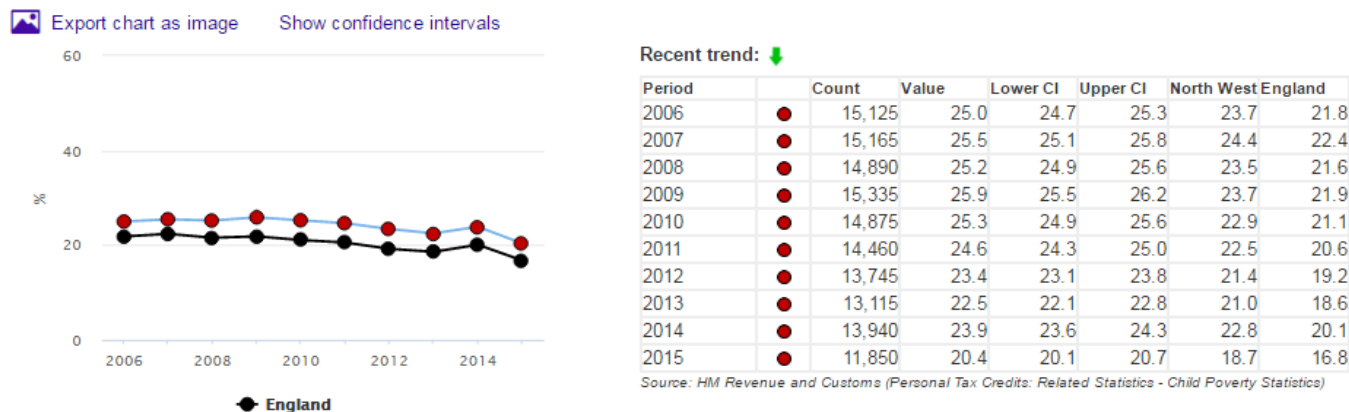 Export chart as image Show confidence intervals
60
40
%
20
0
2006 2008 2010 2012 2014
England
Recent trend:
Period Count Value Lower CI Upper CI North West England
2006 15,125 25.0 24.7 25.3 23.7 21.8
2007 15,165 25.5 25.1 25.8 24.4 22.4
2008 14,890 25.2 24.9 25.6 23.5 21.6
2009 15,335 25.9 25.5 26.2 23.7 21.9
2010 14,875 25.3 24.9 25.6 22.9 21.1
2011 14,460 24.6 24.3 25.0 22.5 20.6
2012 13,745 23.4 23.1 23.8 21.4 19.2
2013 13,115 22.5 22.1 22.8 21.0 18.6
2014 13,940 23.9 23.6 24.3 22.8 20.1
2015 11,850 20.4 20.1 20.7 18.7 16.8
Source: HM Revenue and Customs (Personal Tax Credits: Related Statistics - Child Poverty Statistics)